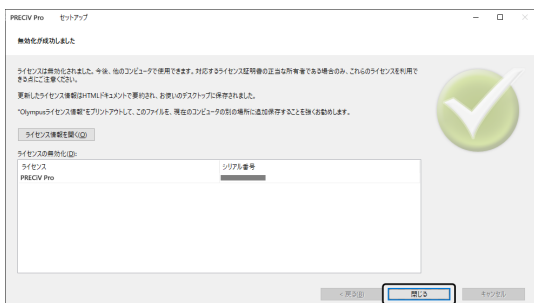 PRECiV Pro セットアップ
無効化が成功しました
ライセンスは無効化されました。今後、他のコンピュータで使用できます。対応するライセンス証明書の正当な所有者である場合のみ、これらのライセンスを利用で
きる点にご注意ください。
更新したライセンス情報はHTMLドキュメントで要約され、お使いのデスクトップに保存されました。
"Olympusライセンス情報"をプリントアウトして、このファイルを、現在のコンピュータの別の場所に追加保存することを強くお勧めします。
ライセンス情報を開く(O)
ライセンスの無効化(D):
ライセンス シリアル番号
PRECiV Pro
< 戻る(B) 閉じる キャンセル